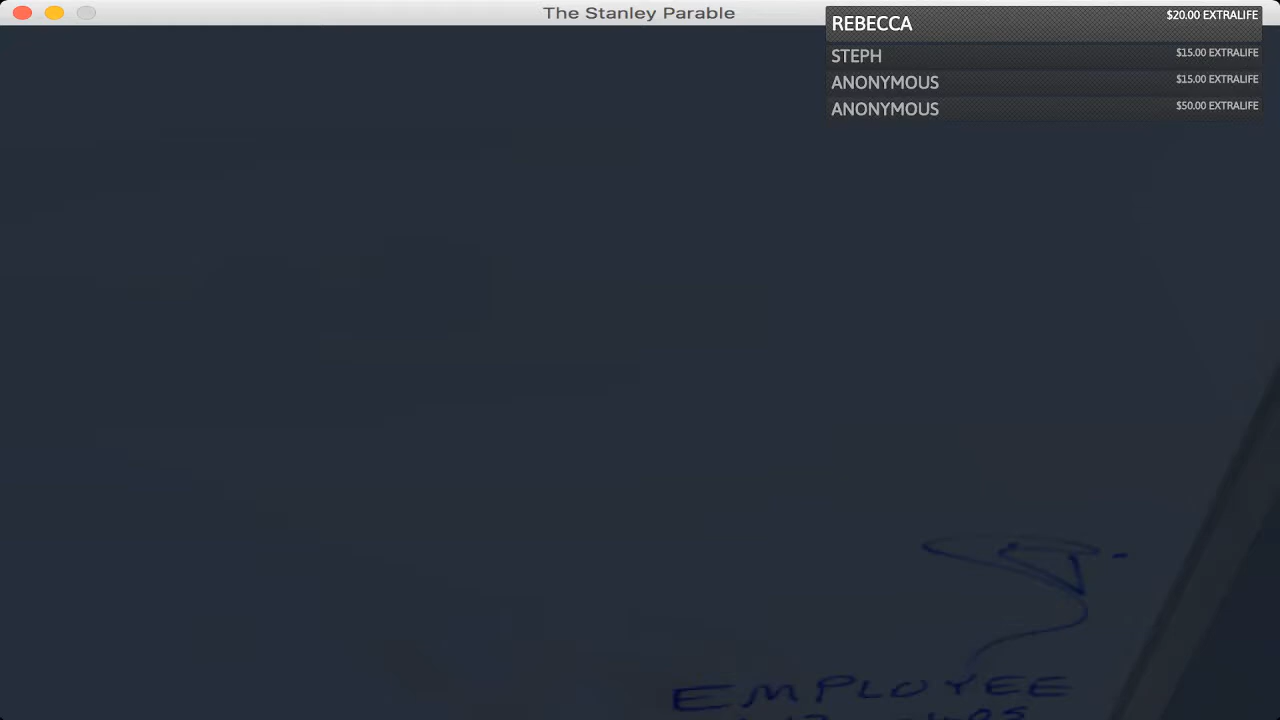 The Stanley Parable
REBECCA $20.00 EXTRALIFE
STEPH $15.00 EXTRALIFE
ANONYMOUS $15.00 EXTRALIFE
ANONYMOUS $50.00 EXTRALIFE
EMPLOYEE